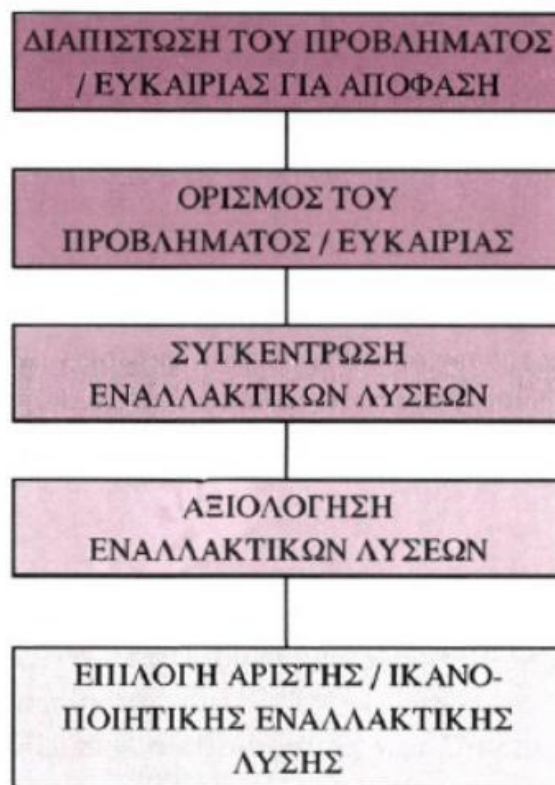 ΔΙΑΠΙΣΤΩΣΗ ΤΟΥ ΠΡΟΒΛΗΜΑΤΟΣ
/ ΕΥΚΑΙΡΙΑΣ ΓΙΑ ΑΠΟΦΑΣΗ
ΟΡΙΣΜΟΣ ΤΟΥ
ΠΡΟΒΛΗΜΑΤΟΣ / ΕΥΚΑΙΡΙΑΣ
ΣΥΓΚΕΝΤΡΩΣΗ
ΕΝΑΛΛΑΚΤΙΚΩΝ ΛΥΣΕΩΝ
ΑΞΙΟΛΟΓΗΣΗ
ΕΝΑΛΛΑΚΤΙΚΩΝ ΛΥΣΕΩΝ
ΕΠΙΛΟΓΗ ΑΡΙΣΤΗΣ / ΙΚΑΝΟ-
ΠΟΙΗΤΙΚΗΣ ΕΝΑΛΛΑΚΤΙΚΗΣ
ΛΥΣΗΣ